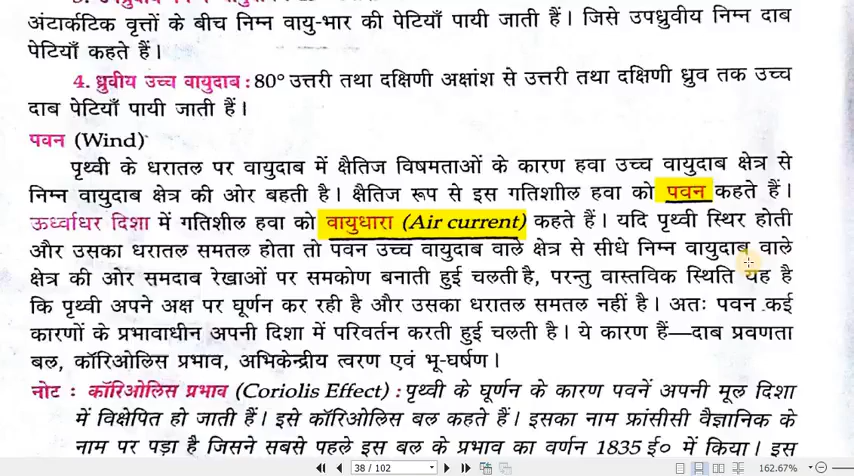 अंटार्कटिक वृत्तों के बीच निम्न वायु-भार की पेटियाँ पायी जाती हैं। जिसे उपध्रुवीय निम्न दाब
पेटियाँ कहते हैं।
4. ध्रुवीय उच्च वायुदाब : 80° उत्तरी तथा दक्षिणी अक्षांश से उत्तरी तथा दक्षिणी ध्रुव तक उच्च
दाब पेटियाँ पायी जाती हैं।
पवन (Wind)
पृथ्वी के धरातल पर वायुदाब में क्षैतिज विषमताओं के कारण हवा उच्च वायुदाब क्षेत्र से
निम्न वायुदाब क्षेत्र की ओर बहती है। क्षैतिज रूप से इस गतिशील हवा को पवन कहते हैं।
ऊर्ध्वाधर दिशा में गतिशील हवा को वायुधारा (Air current) कहते हैं। यदि पृथ्वी स्थिर होती
और उसका धरातल समतल होता तो पवन उच्च वायुदाब वाले क्षेत्र से सीधे निम्न वायुदाब वाले
क्षेत्र की ओर समदाब रेखाओं पर समकोण बनाती हुई चलती है, परन्तु वास्तविक स्थिति यह है
कि पृथ्वी अपने अक्ष पर घूर्णन कर रही है और उसका धरातल समतल नहीं है। अतः पवन कई
कारणों के प्रभावाधीन अपनी दिशा में परिवर्तन करती हुई चलती है। ये कारण हैं—दाब प्रवणता
बल, कॉरिओलिस प्रभाव, अभिकेन्द्रीय त्वरण एवं भू-घर्षण।
नोट : कॉरिओलिस प्रभाव (Coriolis Effect) : पृथ्वी के घूर्णन के कारण पवनें अपनी मूल दिशा
में विक्षेपित हो जाती हैं। इसे कॉरिओलिस बल कहते हैं। इसका नाम फ्रांसीसी वैज्ञानिक के
नाम पर पड़ा है जिसने सबसे पहले इस बल के प्रभाव का वर्णन 1835 ई० में किया। इस
38 / 102
162.67%